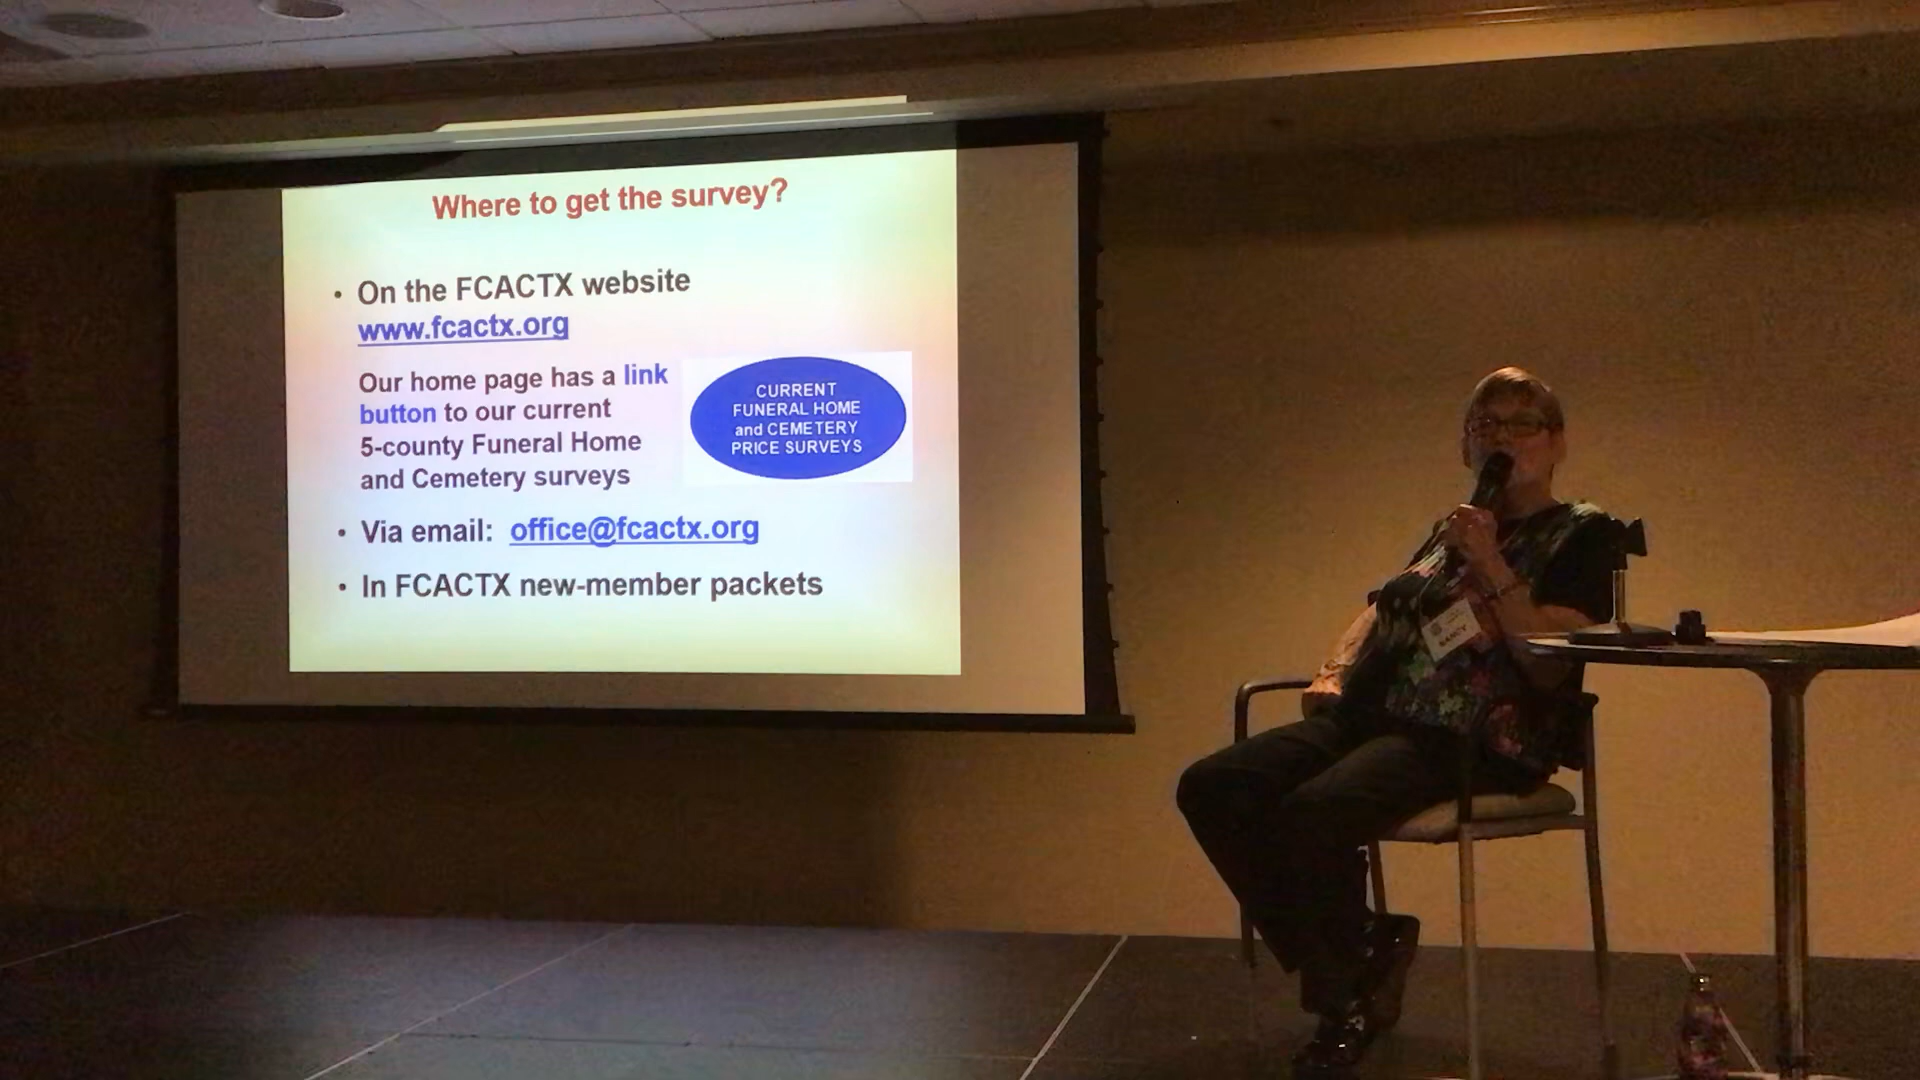 Where to get the survey?
• On the FCACTX website
www.fcactx.org
Our home page has a link
button to our current
5-county Funeral Home
and Cemetery surveys
CURRENT
FUNERAL HOME
and CEMETERY
PRICE SURVEYS
• Via email: office@fcactx.org
• In FCACTX new-member packets
NANCY